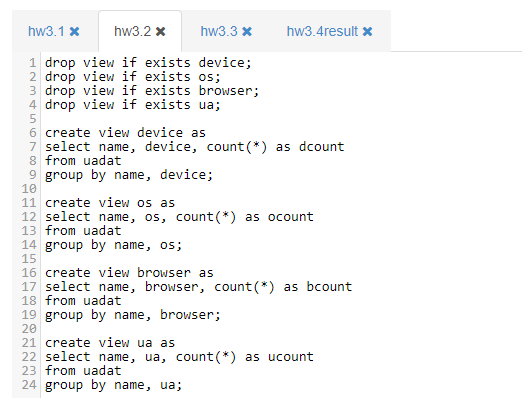 hw3.1 ✖ hw3.2 ✖ hw3.3 ✖ hw3.4result ✖
1 drop view if exists device;
2 drop view if exists os;
3 drop view if exists browser;
4 drop view if exists ua;
5
6 create view device as
7 select name, device, count(*) as dcount
8 from uadat
9 group by name, device;
10
11 create view os as
12 select name, os, count(*) as ocount
13 from uadat
14 group by name, os;
15
16 create view browser as
17 select name, browser, count(*) as bcount
18 from uadat
19 group by name, browser;
20
21 create view ua as
22 select name, ua, count(*) as ucount
23 from uadat
24 group by name, ua;